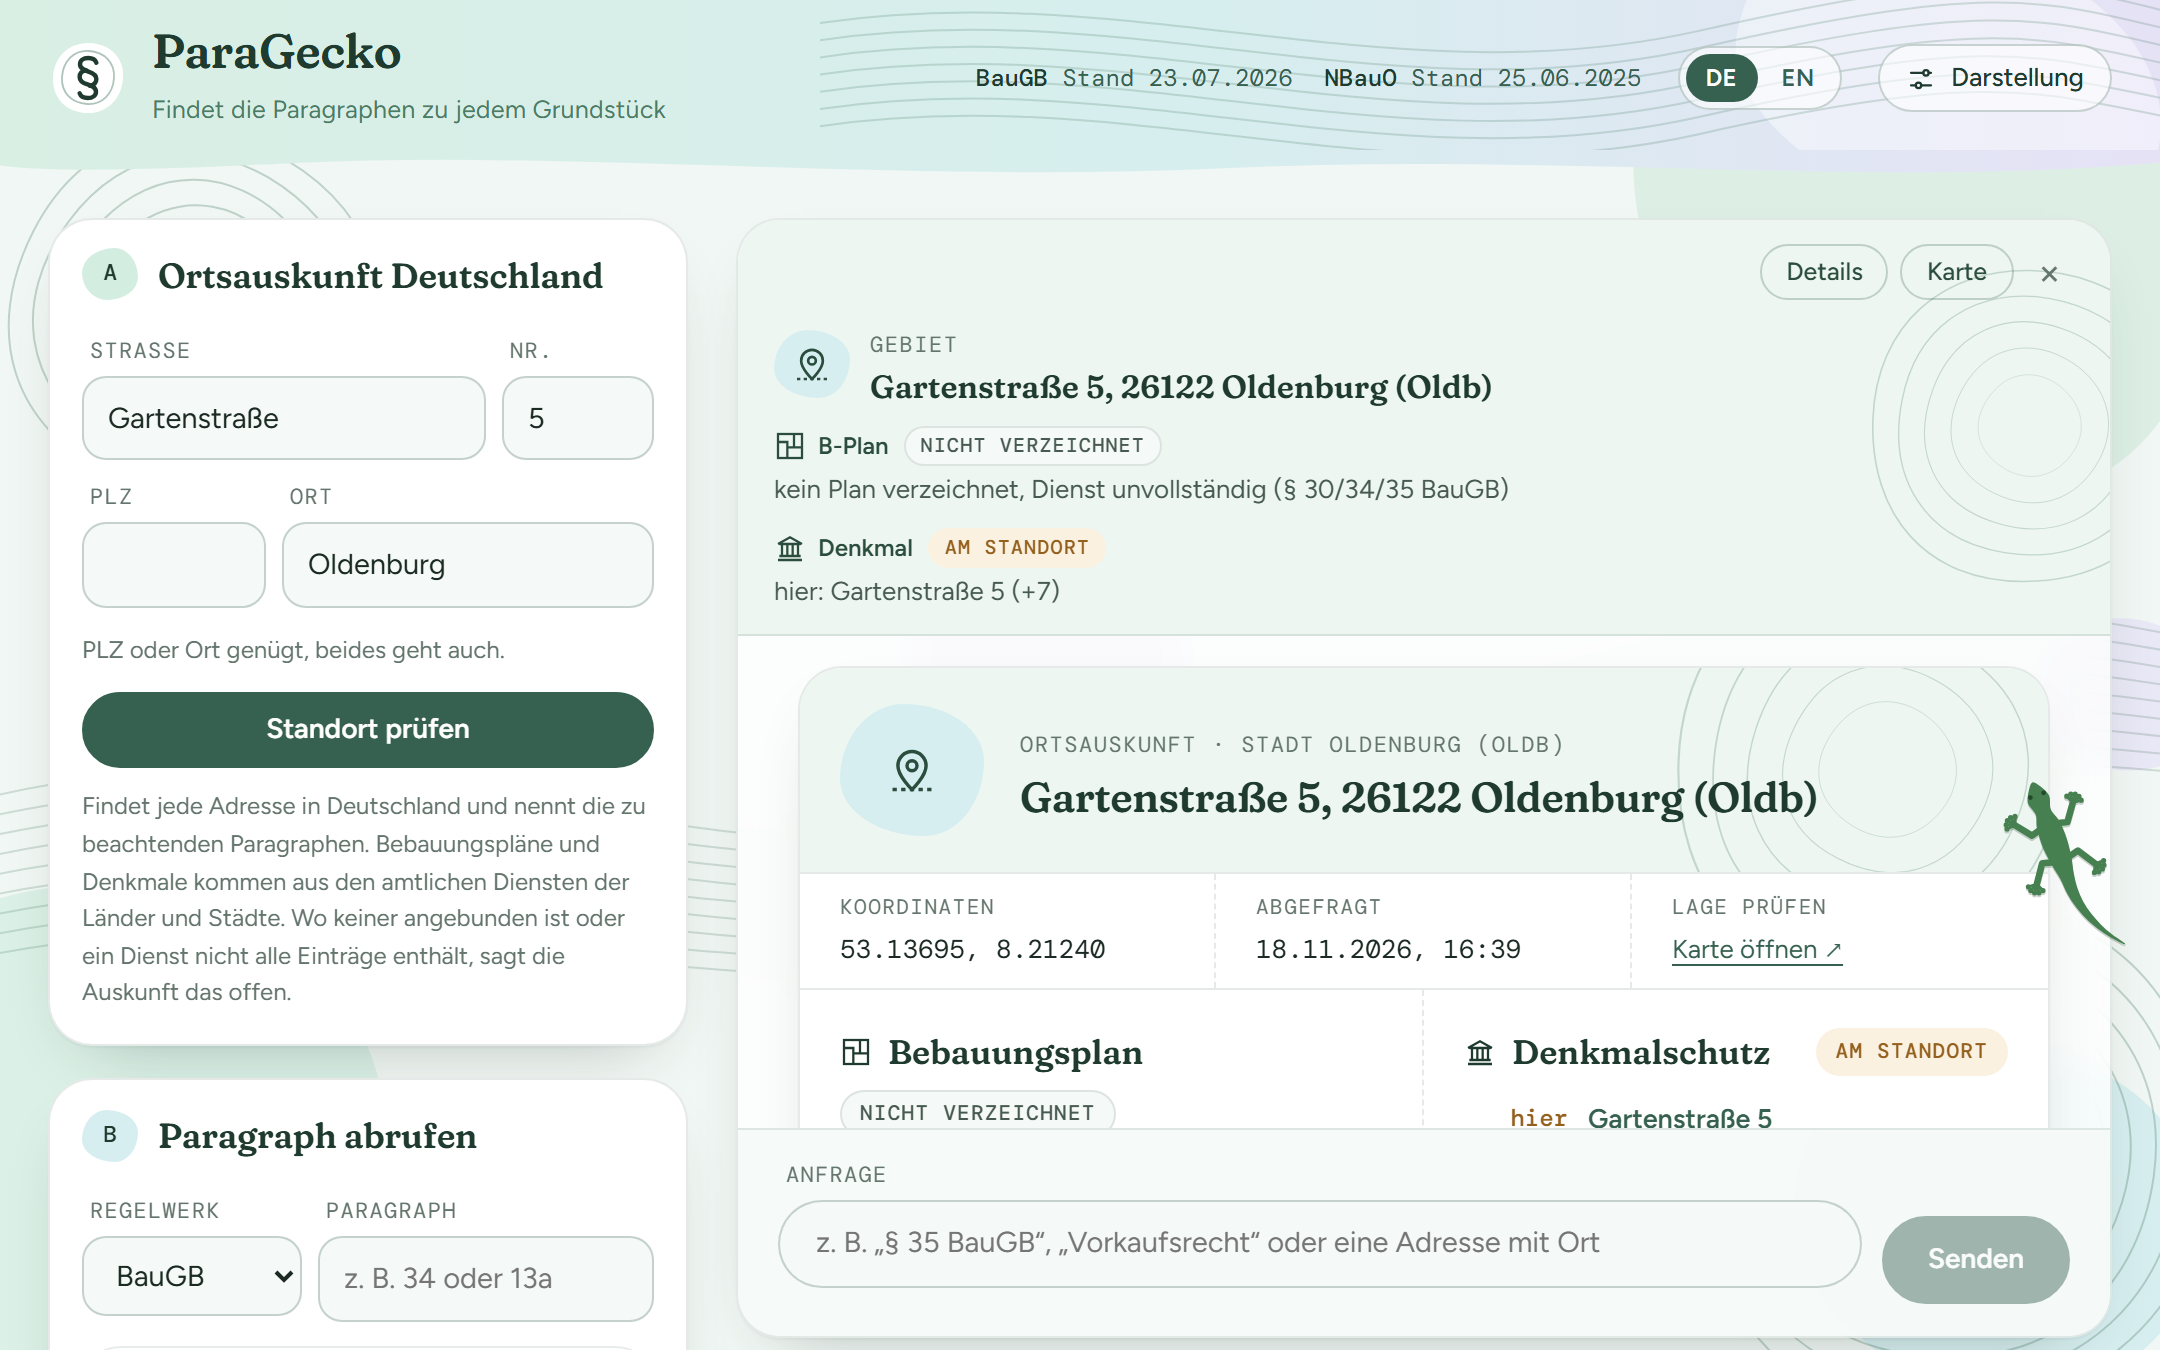 §
ParaGecko
Findet die Paragraphen zu jedem Grundstück
BauGB Stand 23.07.2026 NBauO Stand 25.06.2025
DE EN
Darstellung
A Ortsauskunft Deutschland
STRASSE NR.
Gartenstraße 5
PLZ ORT
Oldenburg
PLZ oder Ort genügt, beides geht auch.
Standort prüfen
Findet jede Adresse in Deutschland und nennt die zu
beachtenden Paragraphen. Bebauungspläne und
Denkmale kommen aus den amtlichen Diensten der
Länder und Städte. Wo keiner angebunden ist oder
ein Dienst nicht alle Einträge enthält, sagt die
Auskunft das offen.
B Paragraph abrufen
REGELWERK PARAGRAPH
BauGB z. B. 34 oder 13a
Details Karte ×
GEBIET
Gartenstraße 5, 26122 Oldenburg (Oldb)
B-Plan NICHT VERZEICHNET
kein Plan verzeichnet, Dienst unvollständig (§ 30/34/35 BauGB)
Denkmal AM STANDORT
hier: Gartenstraße 5 (+7)
ORTSAUSKUNFT · STADT OLDENBURG (OLDB)
Gartenstraße 5, 26122 Oldenburg (Oldb)
KOORDINATEN ABGEFRAGT LAGE PRÜFEN
53.13695, 8.21240 18.11.2026, 16:39 Karte öffnen ↗
Bebauungsplan
NICHT VERZEICHNET
Denkmalschutz AM STANDORT
hier Gartenstraße 5
ANFRAGE
z. B. „§ 35 BauGB“, „Vorkaufsrecht“ oder eine Adresse mit Ort
Senden